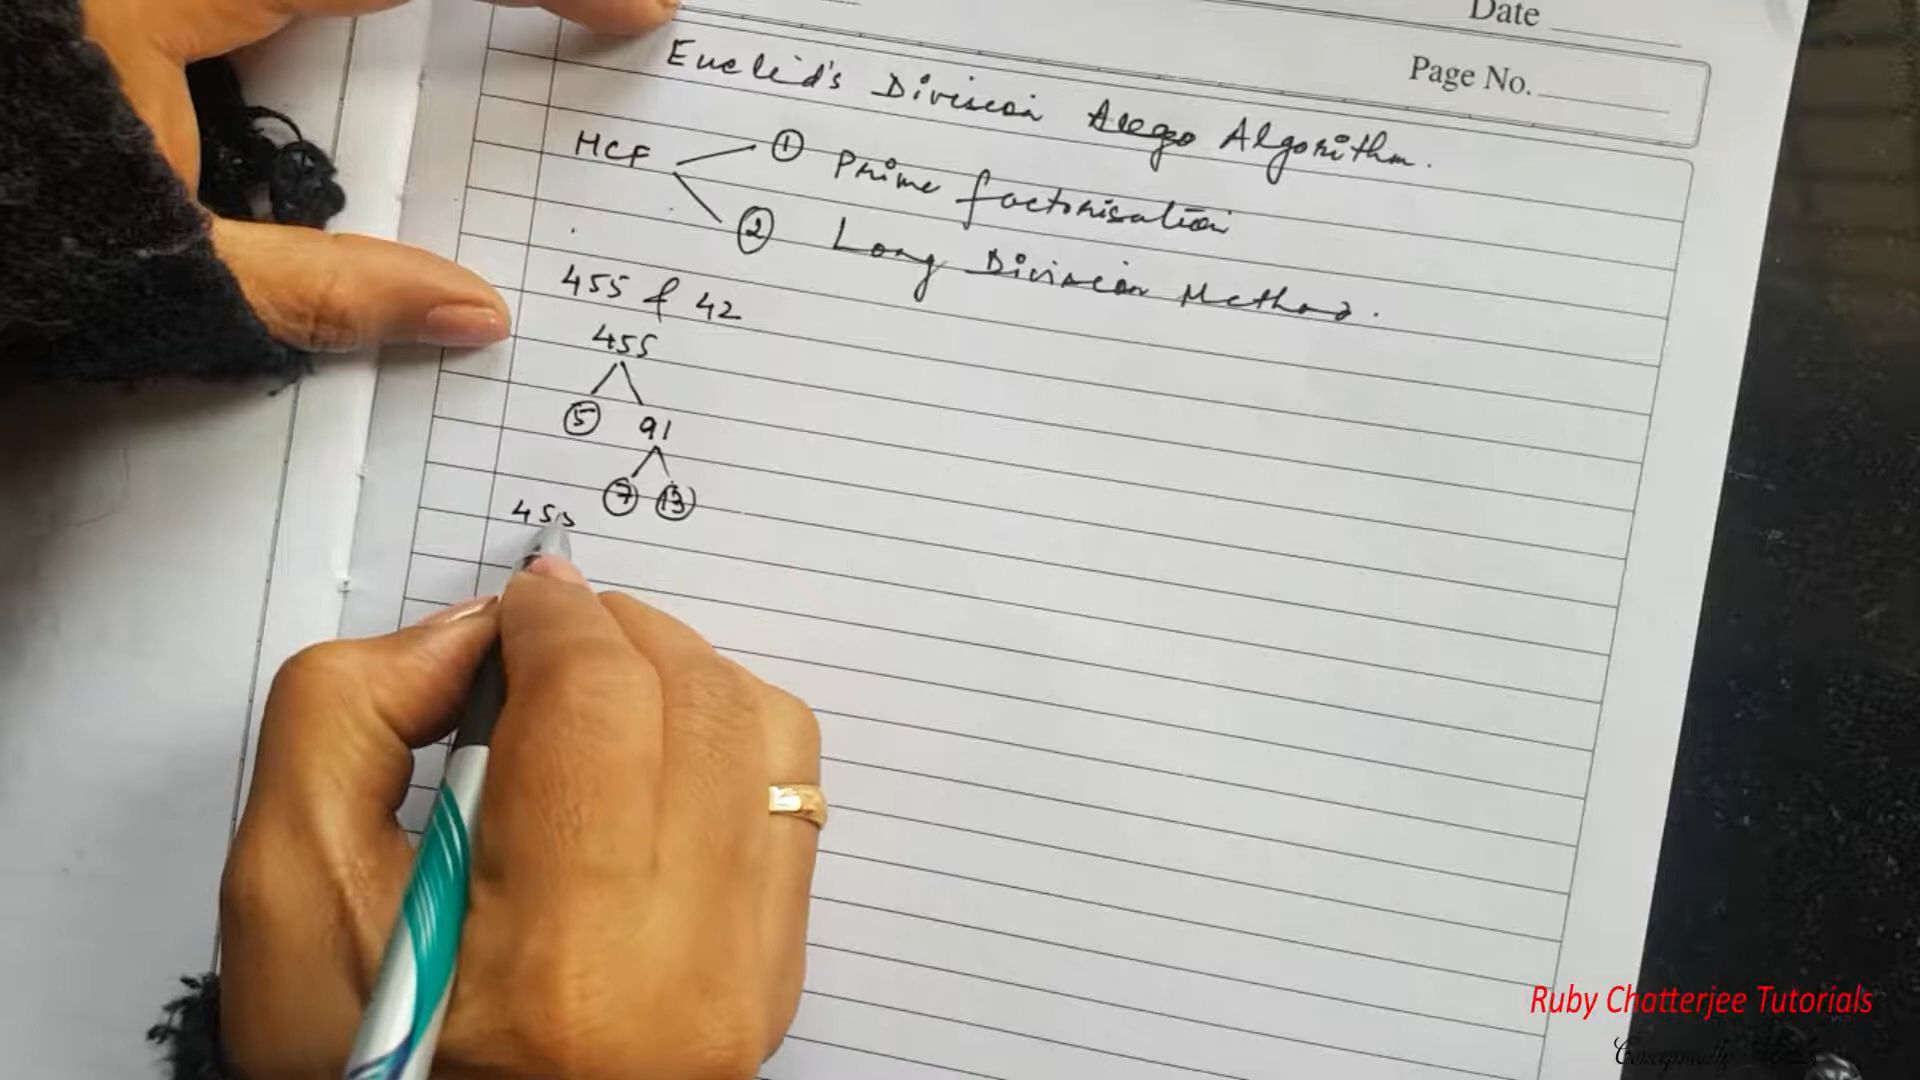 Date
Page No.
Euclid's Division Algorithm.
HCF ① Prime factorisation
② Long Division Method.
455 & 42
455
5 91
7 13
455
Ruby Chatterjee Tutorials